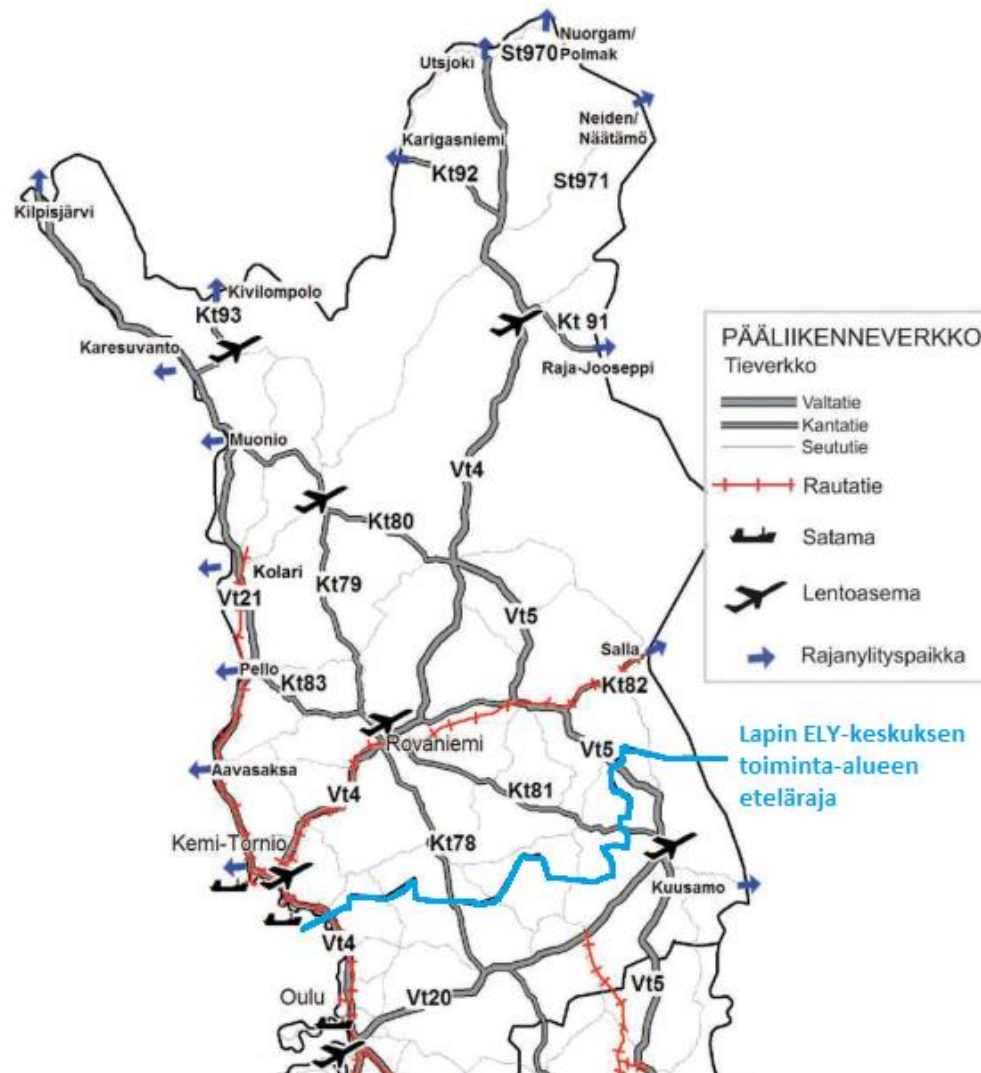 Nuorgam/
Polmak
St970
Utsjoki
Neiden/
Näätämö
Karigasniemi
Kt92
St971
Kilpisjärvi
Kivilompolo
Kt93
Kt 91
Karesuvanto
Raja-Jooseppi
PÄÄLIIKENNEVERKKO
Tieverkko
Valtatie
Kantatie
Seututie
Rautatie
Satama
Lentoasema
Rajanylityspaikka
Muonio
Vt4
Kt80
Kolari
Kt79
Vt21
Vt5
Salla
Pello
Kt83
Kt82
Rovaniemi
Lapin ELY-keskuksen
toiminta-alueen
eteläraja
Vt5
Aavasaksa
Vt4
Kt81
Kemi-Tornio
Kt78
Kuusamo
Vt4
Vt5
Oulu
Vt20